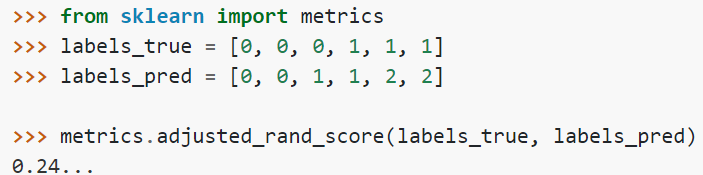 >>> from sklearn import metrics
>>> labels_true = [0, 0, 0, 1, 1, 1]
>>> labels_pred = [0, 0, 1, 1, 2, 2]
>>> metrics.adjusted_rand_score(labels_true, labels_pred)
0.24...